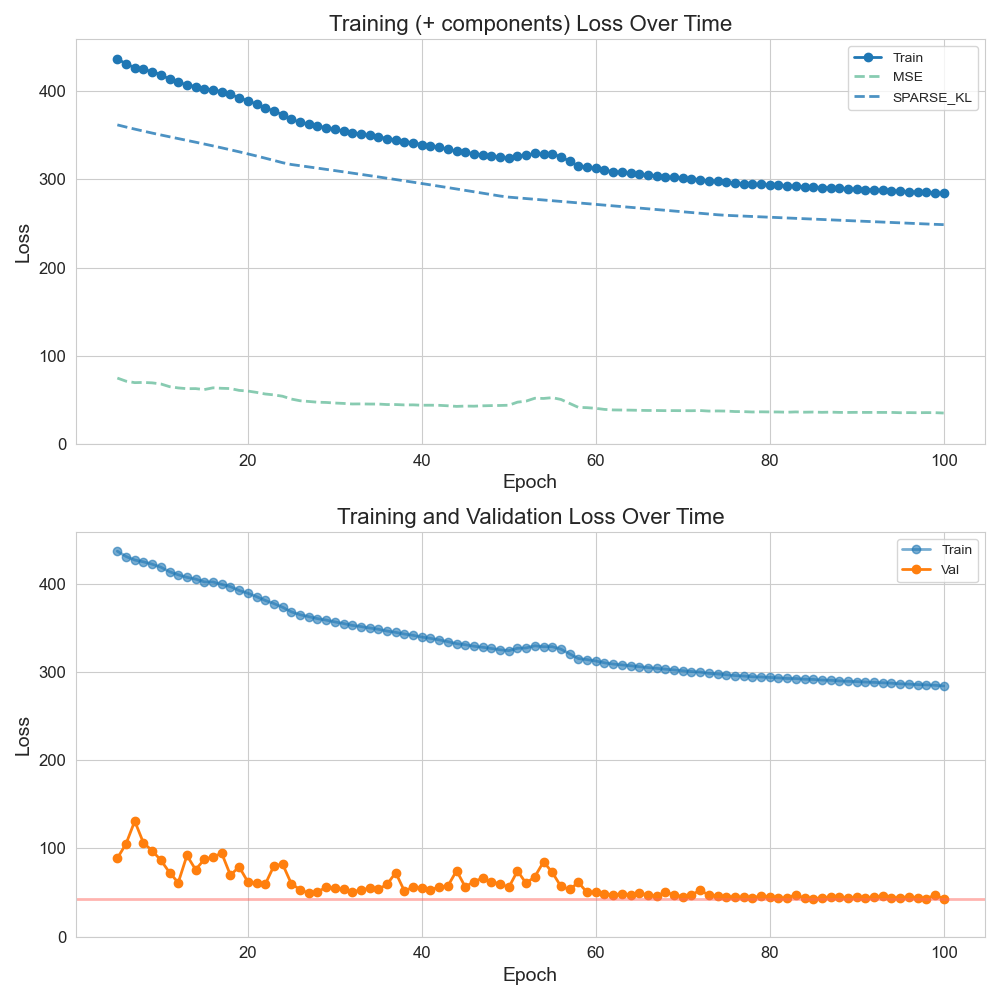 Training (+ components) Loss Over Time
Train
MSE
SPARSE_KL
400
300
200
100
0
Loss
20 40 60 80 100
Epoch
Training and Validation Loss Over Time
Train
Val
400
300
200
100
0
Loss
20 40 60 80 100
Epoch